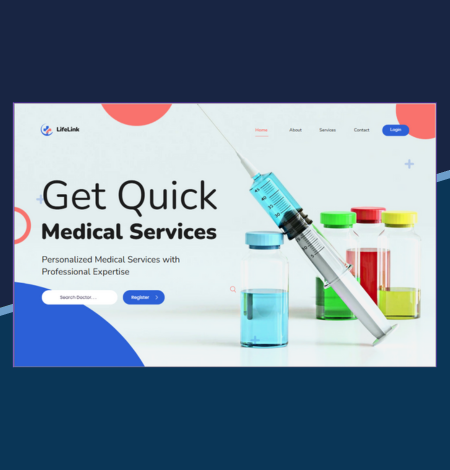 LifeLink
Home About Services Contact Login
Get Quick
Medical Services
Personalized Medical Services with
Professional Expertise
Search Doctor ... Register